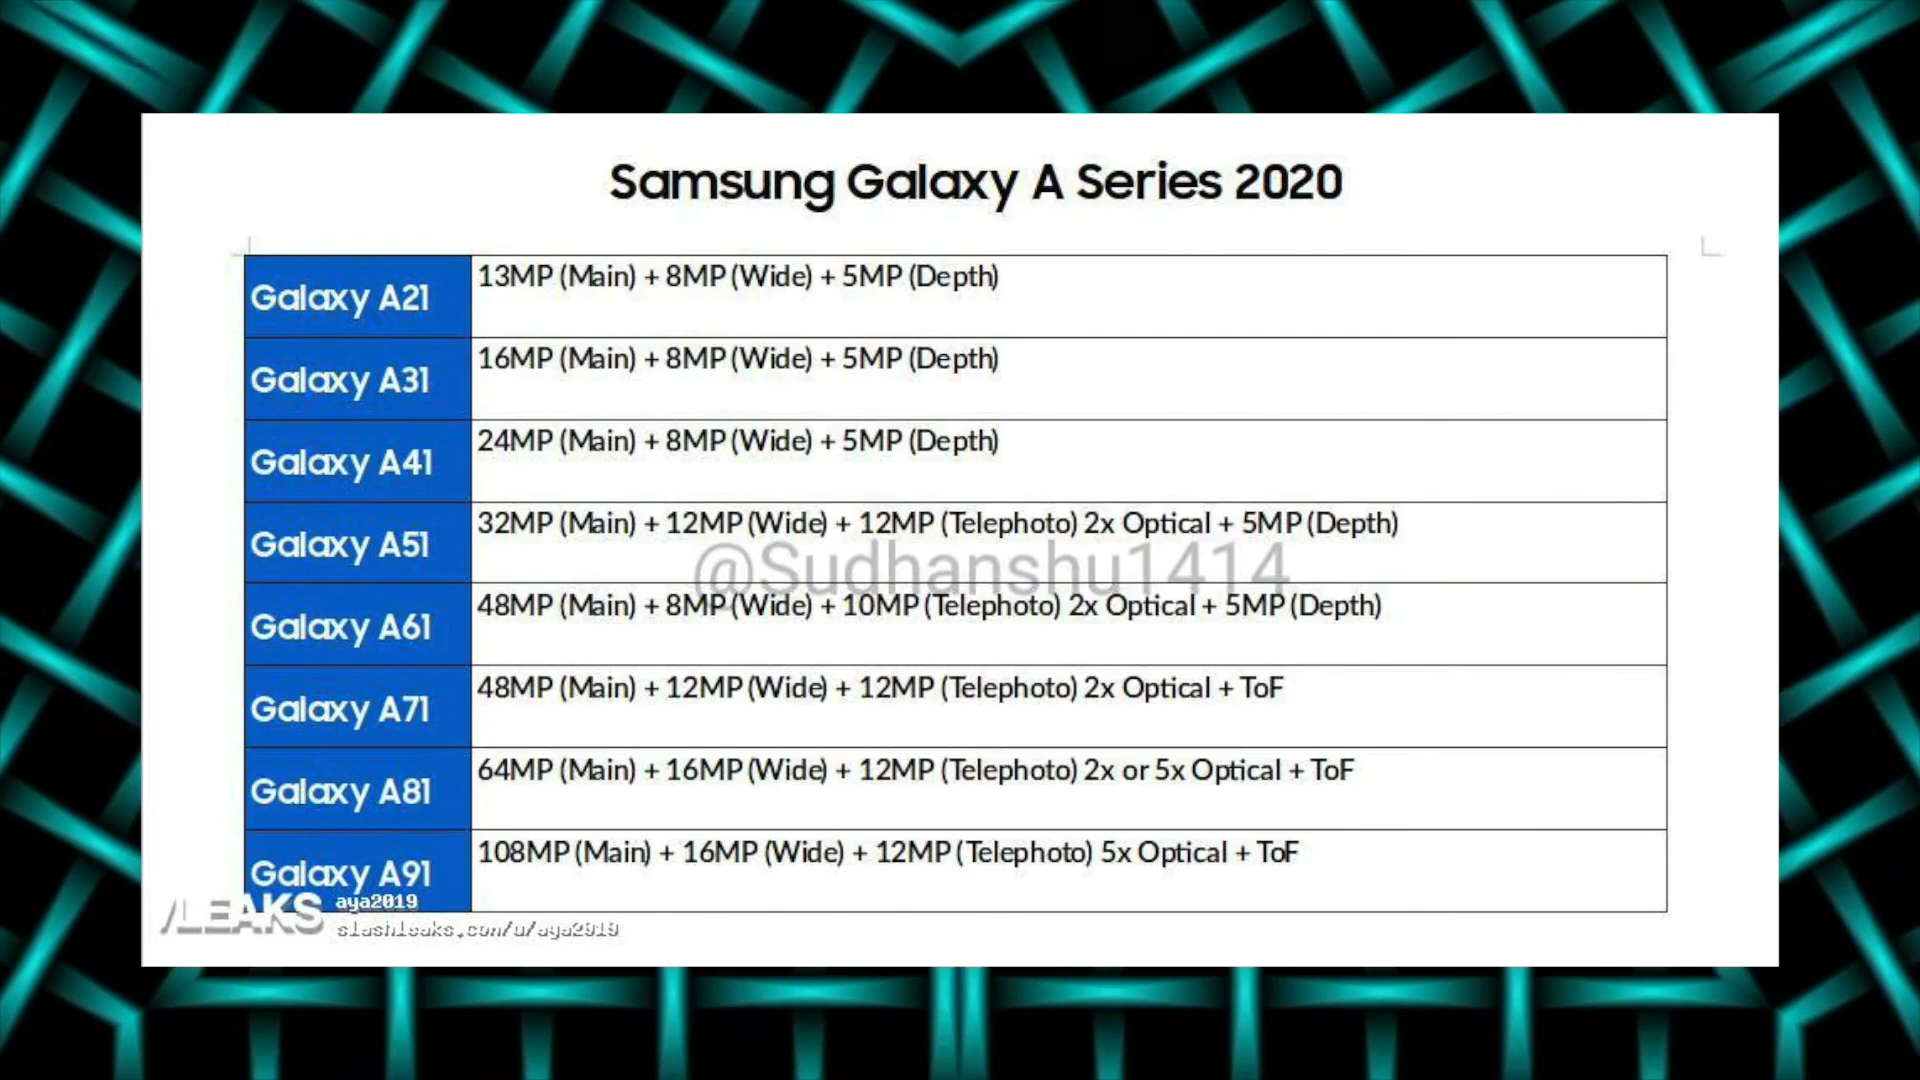 Samsung Galaxy A Series 2020
Galaxy A21 13MP (Main) + 8MP (Wide) + 5MP (Depth)
Galaxy A31 16MP (Main) + 8MP (Wide) + 5MP (Depth)
Galaxy A41 24MP (Main) + 8MP (Wide) + 5MP (Depth)
Galaxy A51 32MP (Main) + 12MP (Wide) + 12MP (Telephoto) 2x Optical + 5MP (Depth)
@Sudhanshu1414
Galaxy A61 48MP (Main) + 8MP (Wide) + 10MP (Telephoto) 2x Optical + 5MP (Depth)
Galaxy A71 48MP (Main) + 12MP (Wide) + 12MP (Telephoto) 2x Optical + ToF
Galaxy A81 64MP (Main) + 16MP (Wide) + 12MP (Telephoto) 2x or 5x Optical + ToF
Galaxy A91 108MP (Main) + 16MP (Wide) + 12MP (Telephoto) 5x Optical + ToF
/LEAKS aya2019
slashleaks.com/u/aya2019